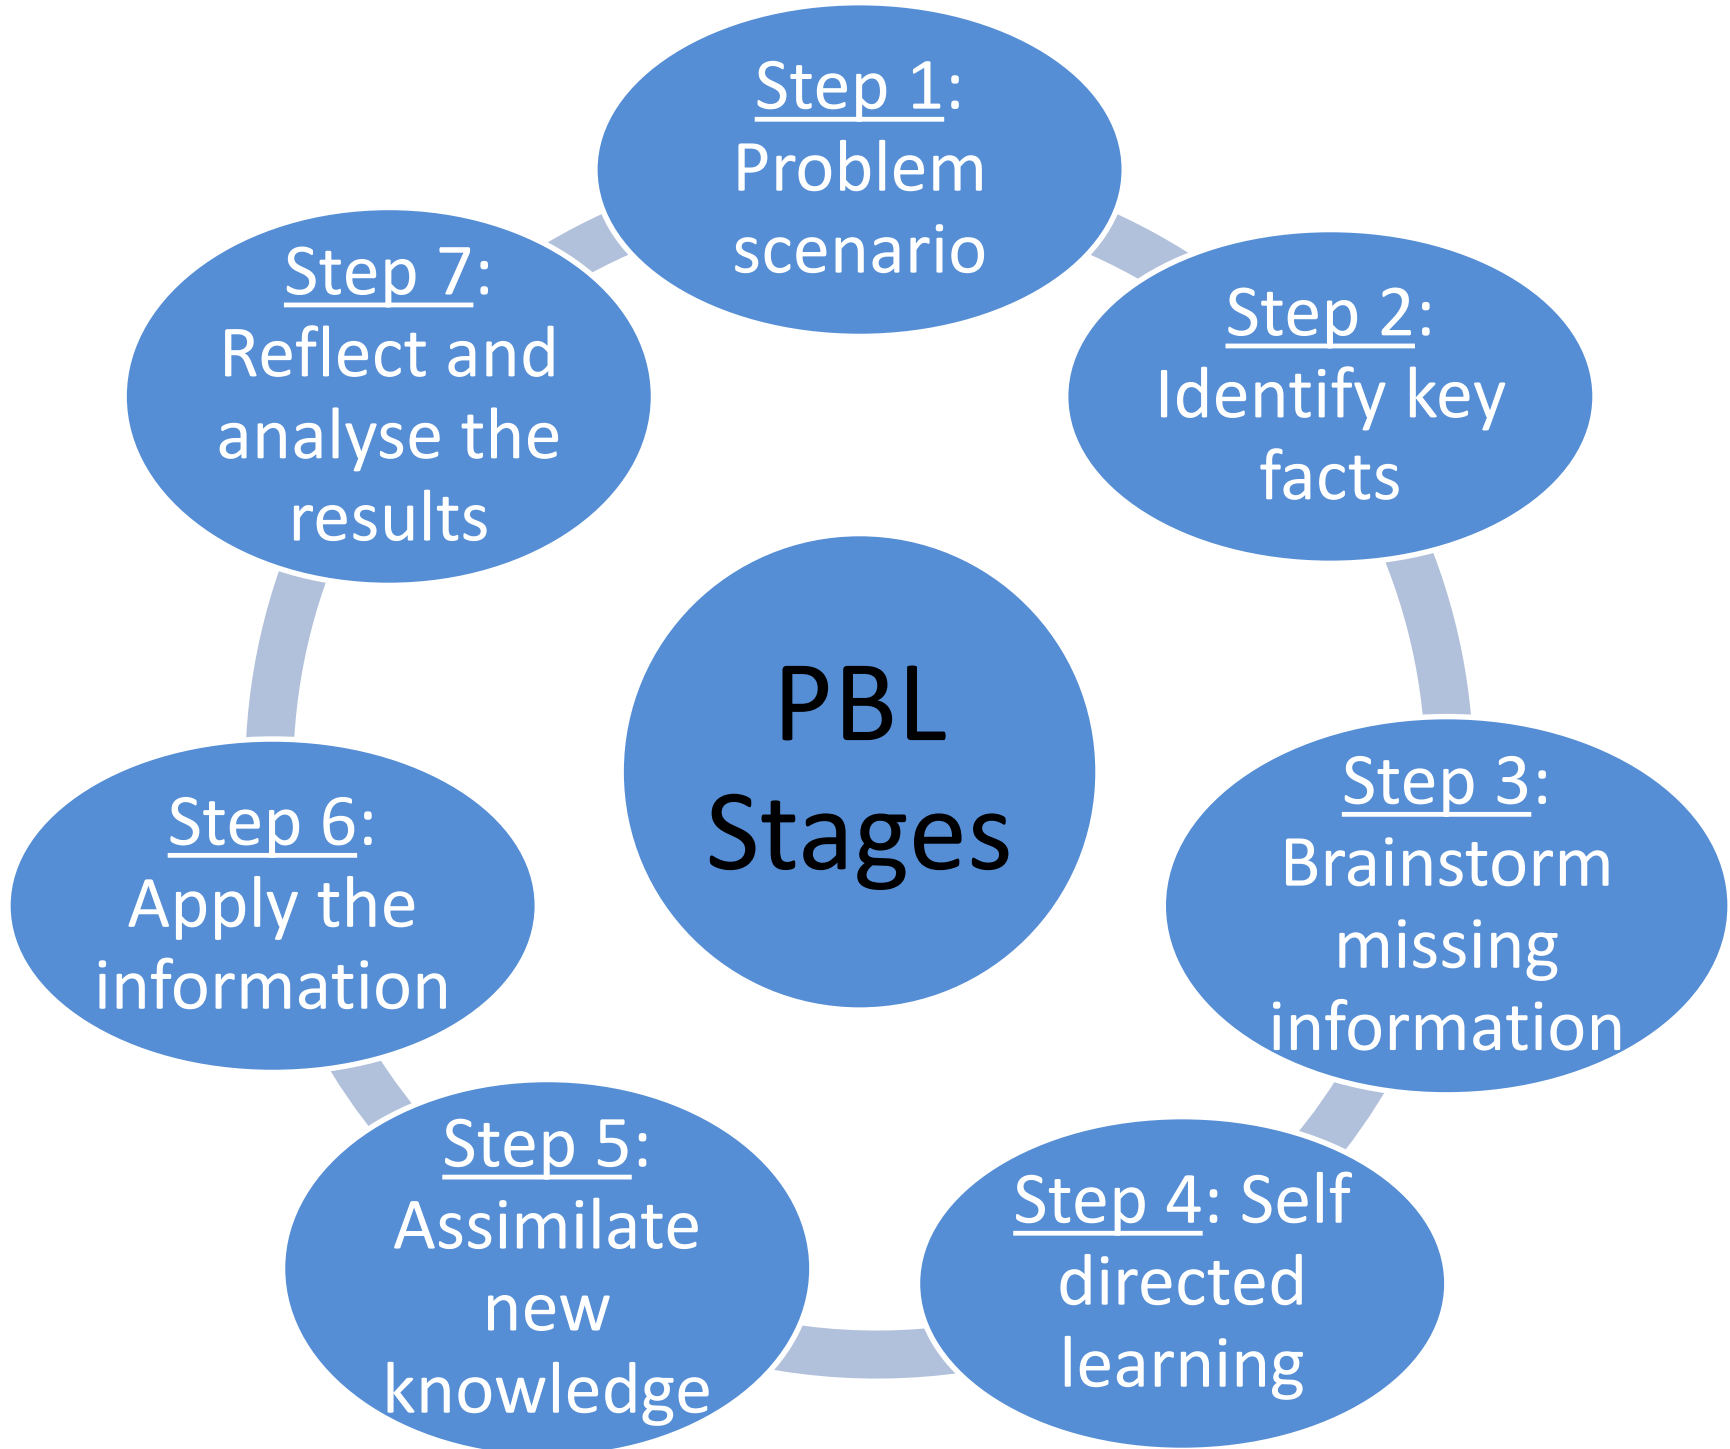 Step 1:
Problem
scenario
Step 2:
Identify key
facts
Step 3:
Brainstorm
missing
information
Step 4: Self
directed
learning
Step 5:
Assimilate
new
knowledge
Step 6:
Apply the
information
Step 7:
Reflect and
analyse the
results
PBL
Stages